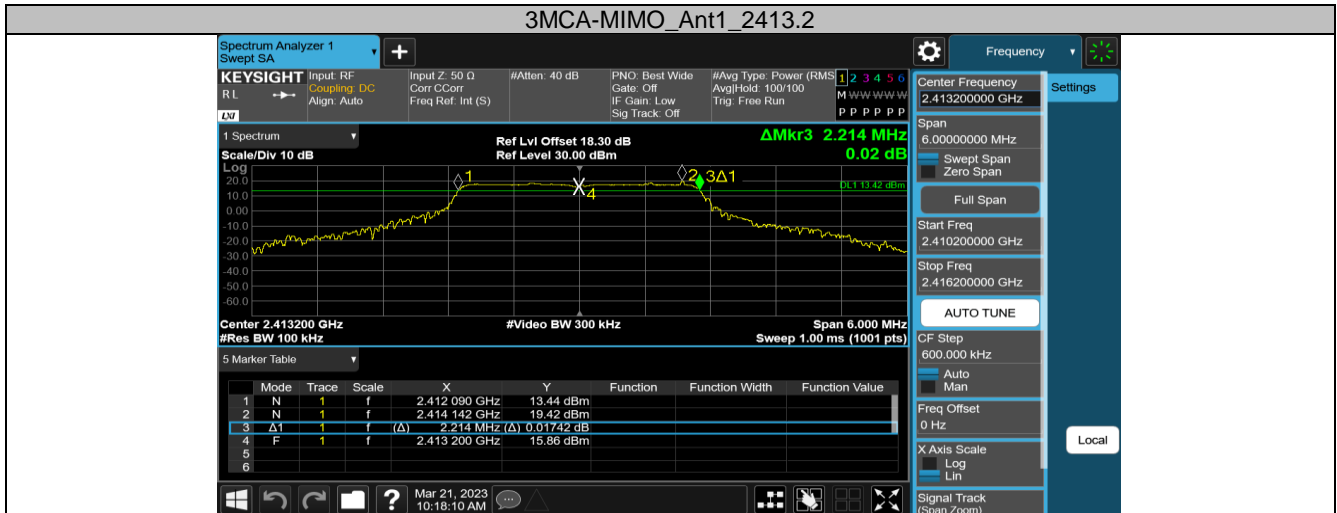 3MCA-MIMO_Ant1_2413.2
Spectrum Analyzer 1
Swept SA
Frequency
KEYSIGHT
RL
LXI
Input: RF
Coupling: DC
Align: Auto
Input Z: 50 Ω
Corr CCorr
Freq Ref: Int (S)
#Atten: 40 dB
PNO: Best Wide
Gate: Off
IF Gain: Low
Sig Track: Off
#Avg Type: Power (RMS
Avg|Hold: 100/100
Trig: Free Run
1 2 3 4 5 6
M W W W W W
P P P P P P
1 Spectrum
Scale/Div 10 dB
Log
Ref Lvl Offset 18.30 dB
Ref Level 30.00 dBm
ΔMkr3 2.214 MHz
0.02 dB
20.0
10.0
0.00
-10.0
-20.0
-30.0
-40.0
-50.0
-60.0
1
2
3Δ1
4
DL1 13.42 dBm
Center 2.413200 GHz
#Video BW 300 kHz
Span 6.000 MHz
#Res BW 100 kHz
Sweep 1.00 ms (1001 pts)
5 Marker Table
Mode Trace Scale X Y Function Function Width Function Value
1 N 1 f 2.412 090 GHz 13.44 dBm
2 N 1 f 2.414 142 GHz 19.42 dBm
3 Δ1 1 f (Δ) 2.214 MHz (Δ) 0.01742 dB
4 F 1 f 2.413 200 GHz 15.86 dBm
5
6
?
Mar 21, 2023
10:18:10 AM
Center Frequency
2.413200000 GHz
Settings
Span
6.00000000 MHz
Swept Span
Zero Span
Full Span
Start Freq
2.410200000 GHz
Stop Freq
2.416200000 GHz
AUTO TUNE
CF Step
600.000 kHz
Auto
Man
Freq Offset
0 Hz
X Axis Scale
Log
Lin
Local
Signal Track
(Span Zoom)